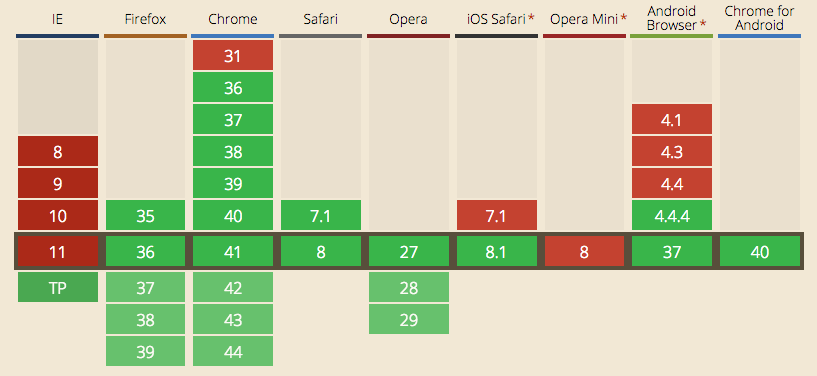 IE Firefox Chrome Safari Opera iOS Safari* Opera Mini* Android Browser* Chrome for Android
31
36
37 4.1
8 38 4.3
9 39 4.4
10 35 40 7.1 7.1 4.4.4
11 36 41 8 27 8.1 8 37 40
TP 37 42 28
38 43 29
39 44